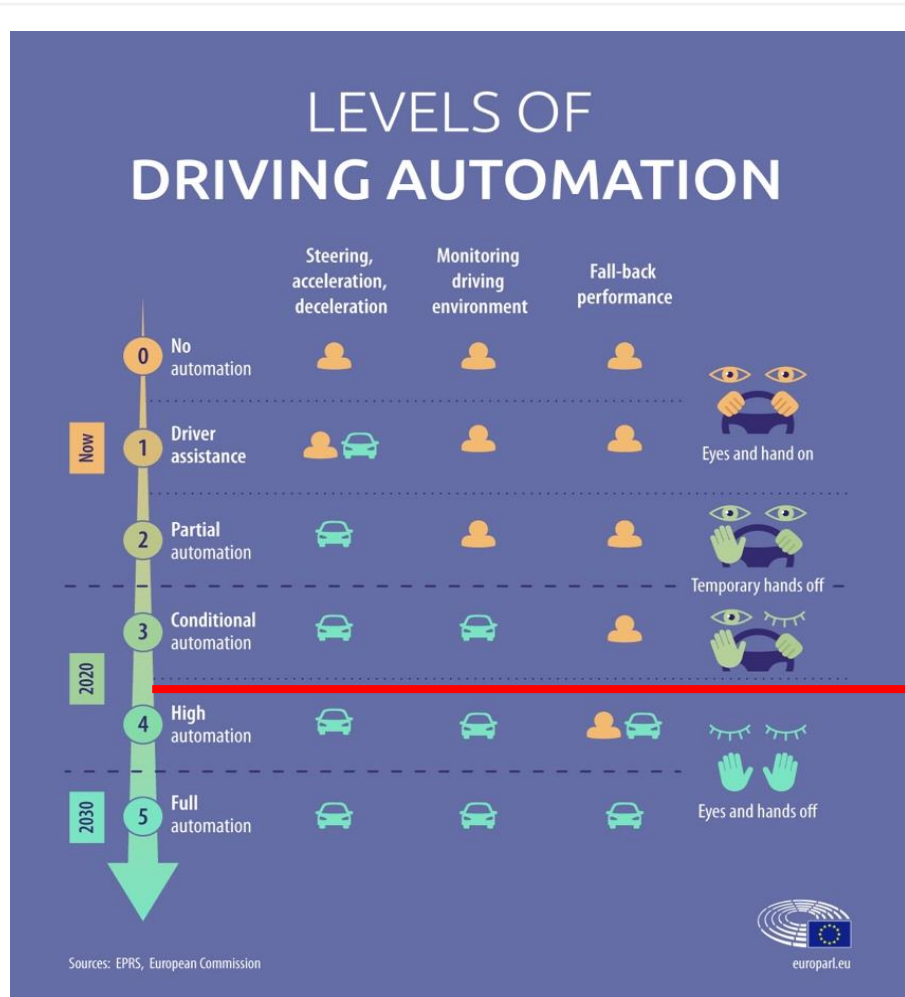 LEVELS OF
DRIVING AUTOMATION
Steering,
acceleration,
deceleration
Monitoring
driving
environment
Fall-back
performance
0
No
automation
Now
1
Driver
assistance
Eyes and hand on
2
Partial
automation
Temporary hands off
3
Conditional
automation
2020
4
High
automation
2030
5
Full
automation
Eyes and hands off
Sources: EPRS, European Commission
europarl.eu